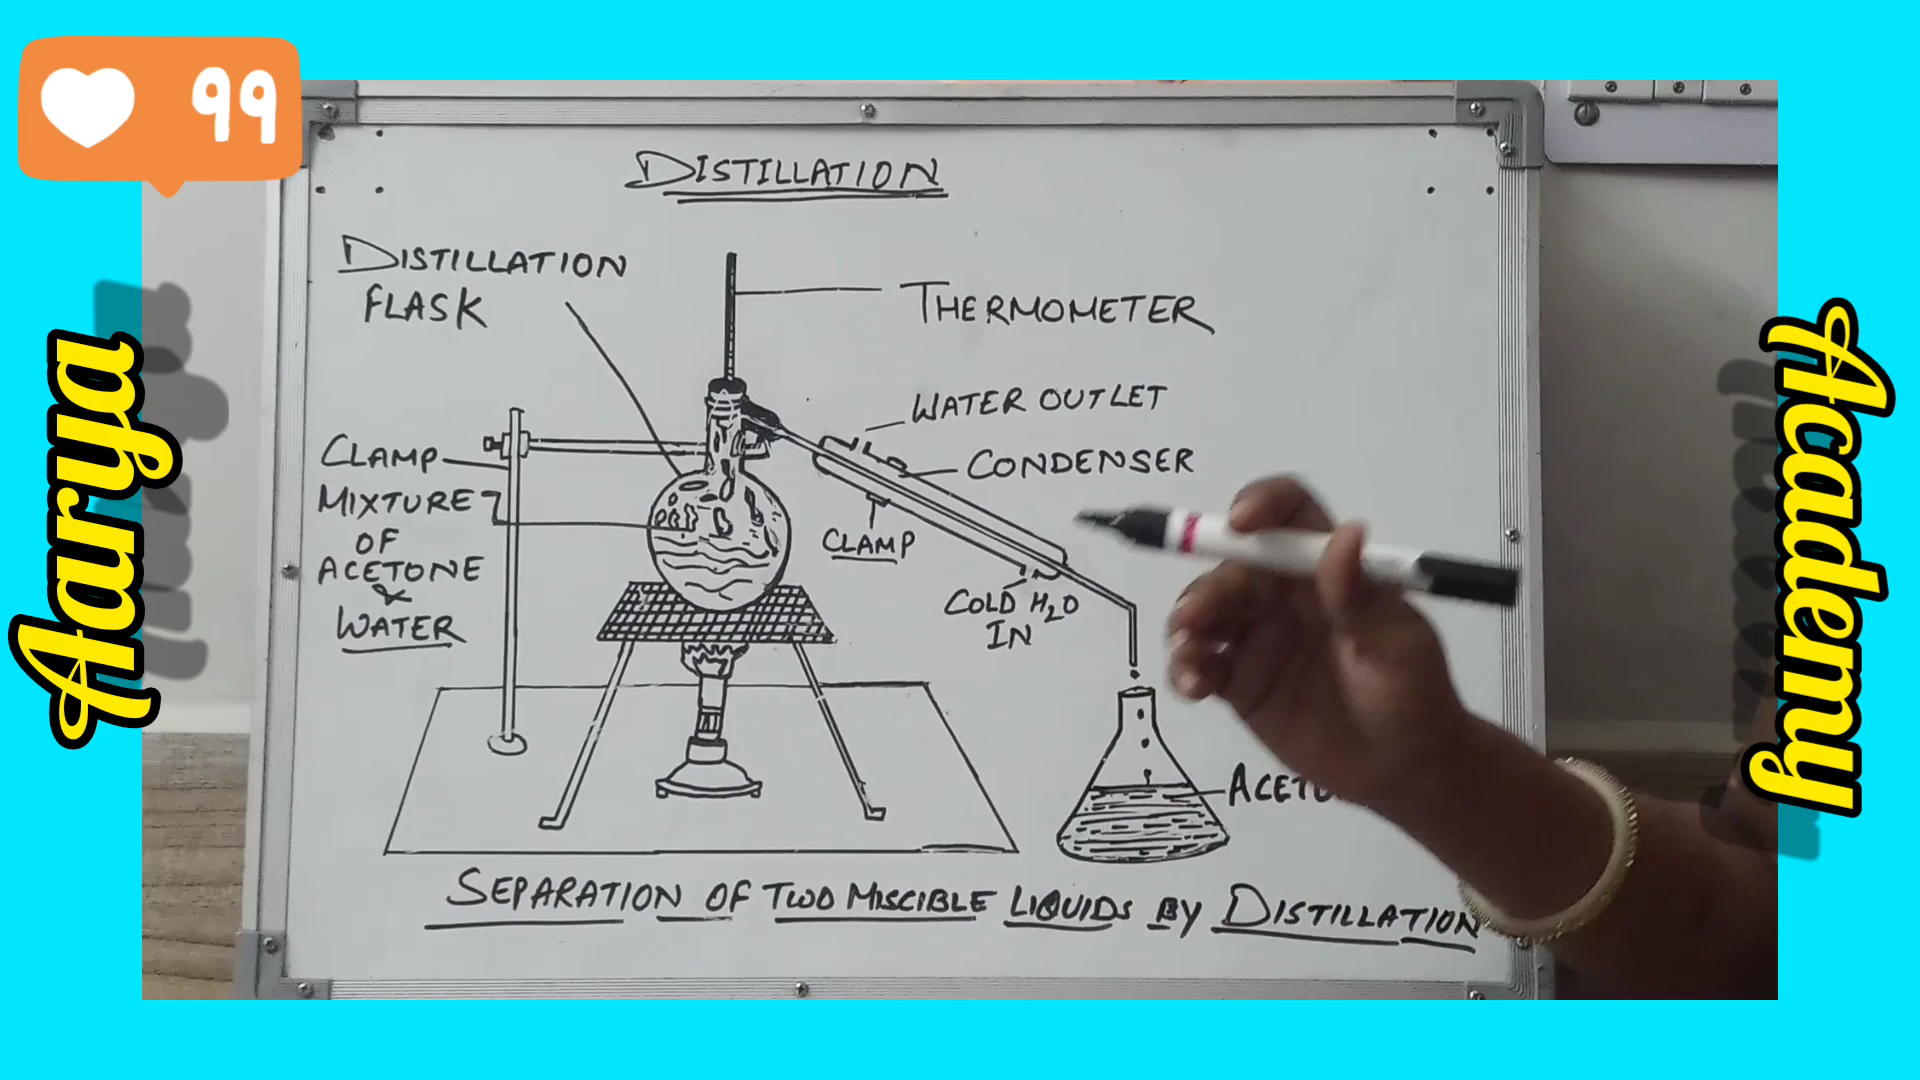 99
Aarya
Academy
DISTILLATION
DISTILLATION
FLASK
THERMOMETER
WATER OUTLET
CONDENSER
CLAMP
MIXTURE
OF
ACETONE
&
WATER
CLAMP
COLD H₂O
IN
SEPARATION OF TWO MISCIBLE LIQUIDS BY DISTILLATION